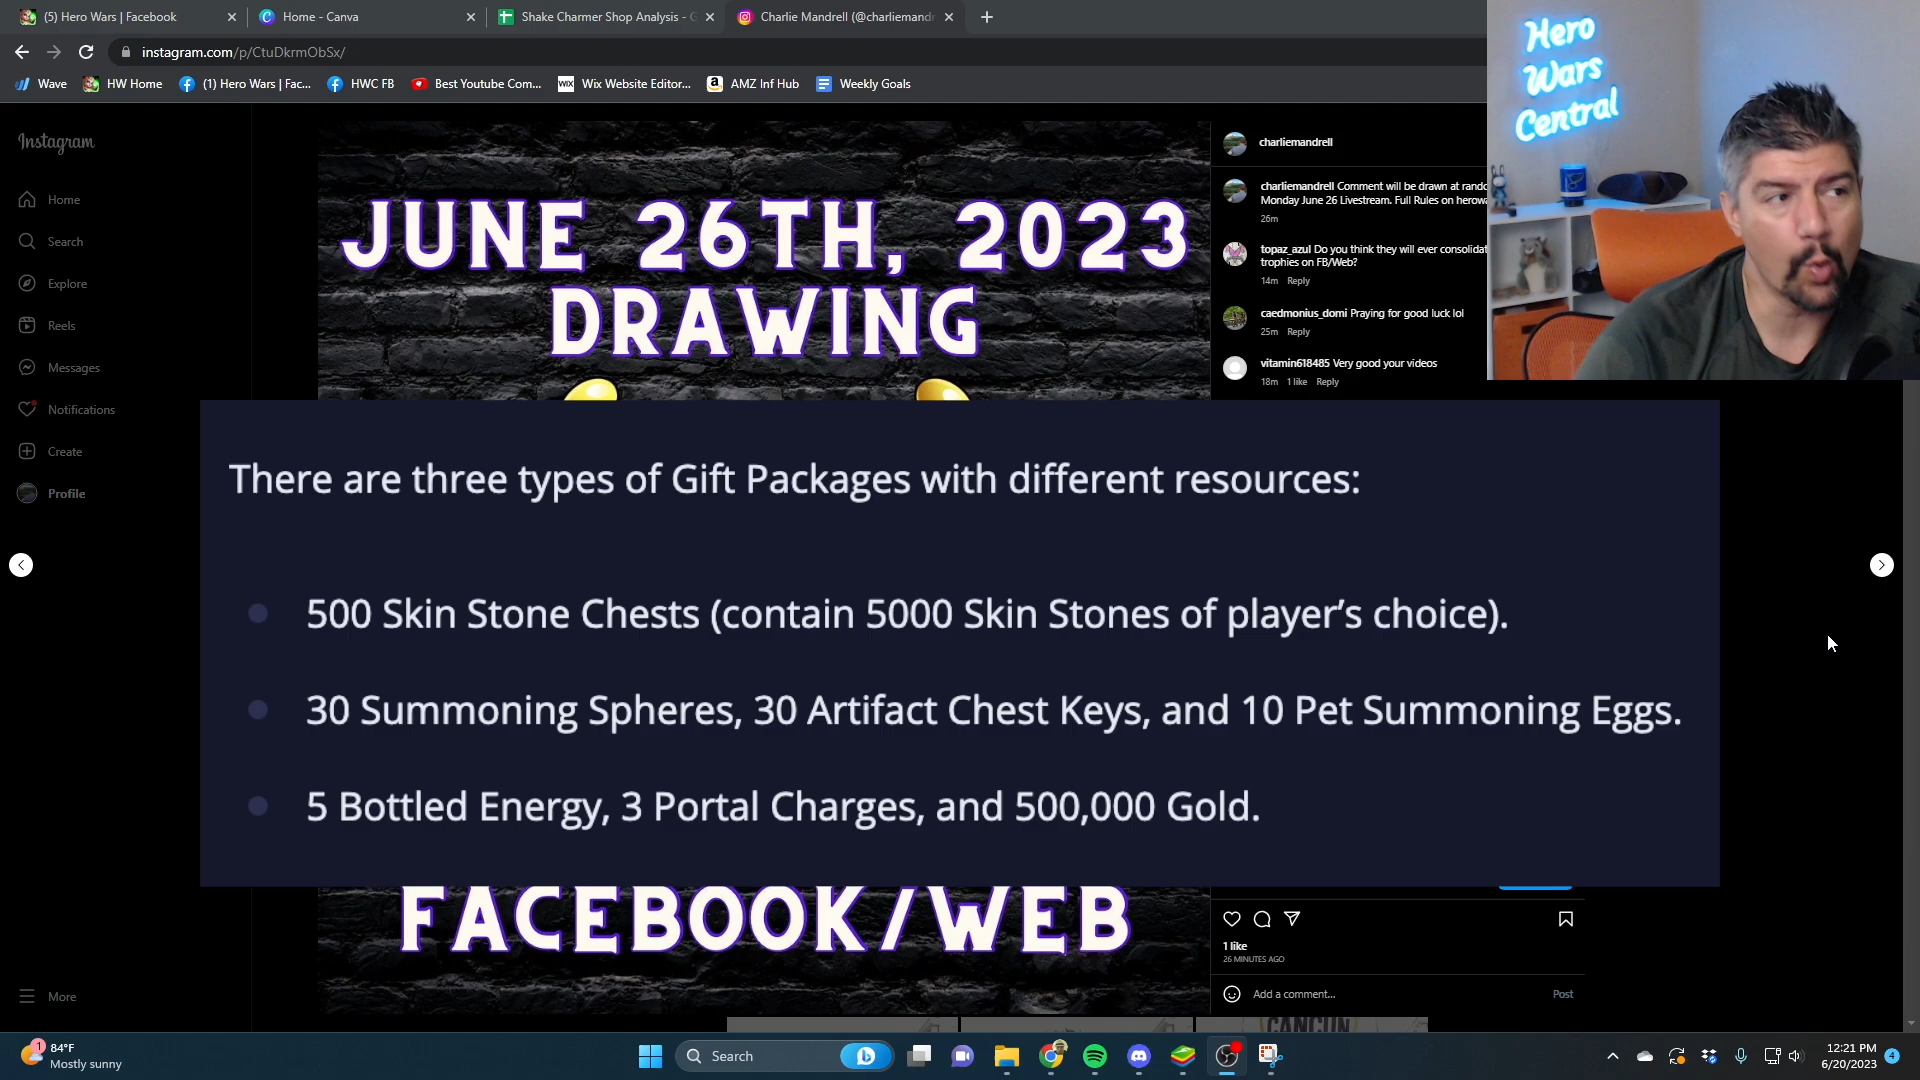 (5) Hero Wars | Facebook
Home - Canva
Shake Charmer Shop Analysis - G
Charlie Mandrell (@charliemandr
instagram.com/p/CtuDkrmObSx/
Wave
HW Home
(1) Hero Wars | Fac...
HWC FB
Best Youtube Com...
WIX
Wix Website Editor...
AMZ Inf Hub
Weekly Goals
Hero
Wars
Central
Instagram
Home
Search
Explore
Reels
Messages
Notifications
Create
Profile
More
JUNE 26TH, 2023
DRAWING
charliemandrell
charliemandrell Comment will be drawn at rando
Monday June 26 Livestream. Full Rules on herowa
26m
topaz_azul Do you think they will ever consolidat
trophies on FB/Web?
14m Reply
caedmonius_domi Praying for good luck lol
25m Reply
vitamin618485 Very good your videos
18m 1 like Reply
There are three types of Gift Packages with different resources:
500 Skin Stone Chests (contain 5000 Skin Stones of player’s choice).
30 Summoning Spheres, 30 Artifact Chest Keys, and 10 Pet Summoning Eggs.
5 Bottled Energy, 3 Portal Charges, and 500,000 Gold.
FACEBOOK/WEB
1 like
26 MINUTES AGO
Add a comment...
Post
CANCUN
1
84°F
Mostly sunny
Search
12:21 PM
6/20/2023
4